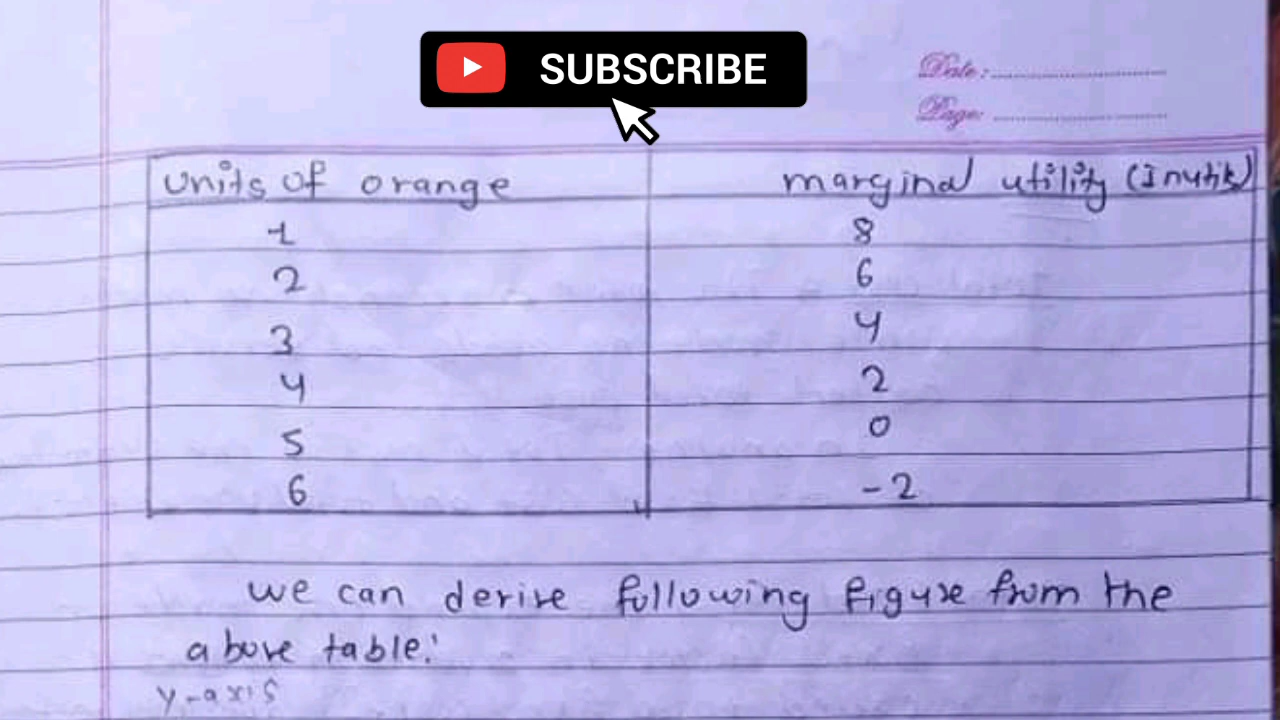 SUBSCRIBE
Date:
Page:
Units of orange marginal utility (In utils)
1 8
2 6
3 4
4 2
5 0
6 -2
we can derive following figure from the
above table:
y-axis